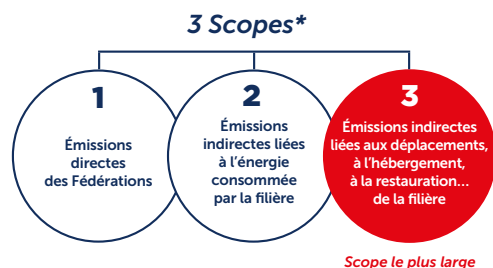 3 Scopes*
1
Émissions
directes
des Fédérations
2
Émissions
indirectes liées
à l'énergie
consommée
par la filière
3
Émissions indirectes
liées aux déplacements,
à l'hébergement,
à la restauration...
de la filière
Scope le plus large